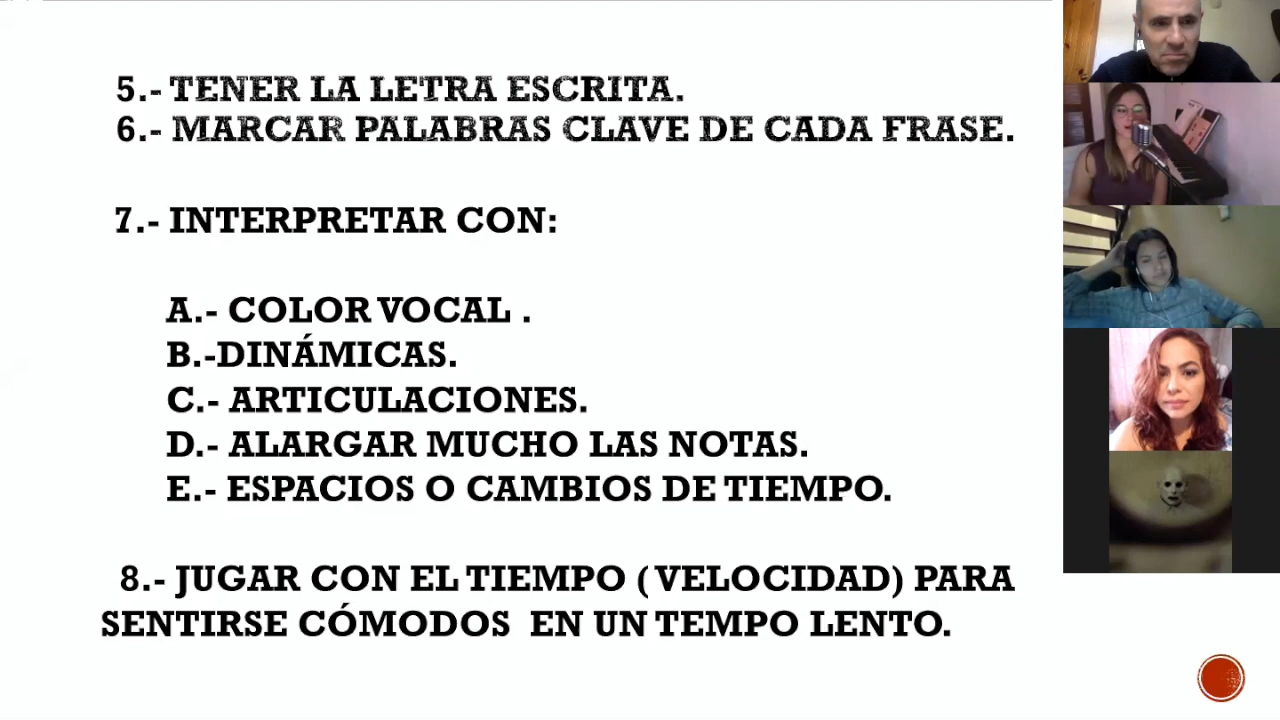 5.- TENER LA LETRA ESCRITA.
6.- MARCAR PALABRAS CLAVE DE CADA FRASE.
7.- INTERPRETAR CON:
A.- COLOR VOCAL .
B.-DINÁMICAS.
C.- ARTICULACIONES.
D.- ALARGAR MUCHO LAS NOTAS.
E.- ESPACIOS O CAMBIOS DE TIEMPO.
8.- JUGAR CON EL TIEMPO ( VELOCIDAD) PARA
SENTIRSE CÓMODOS EN UN TEMPO LENTO.